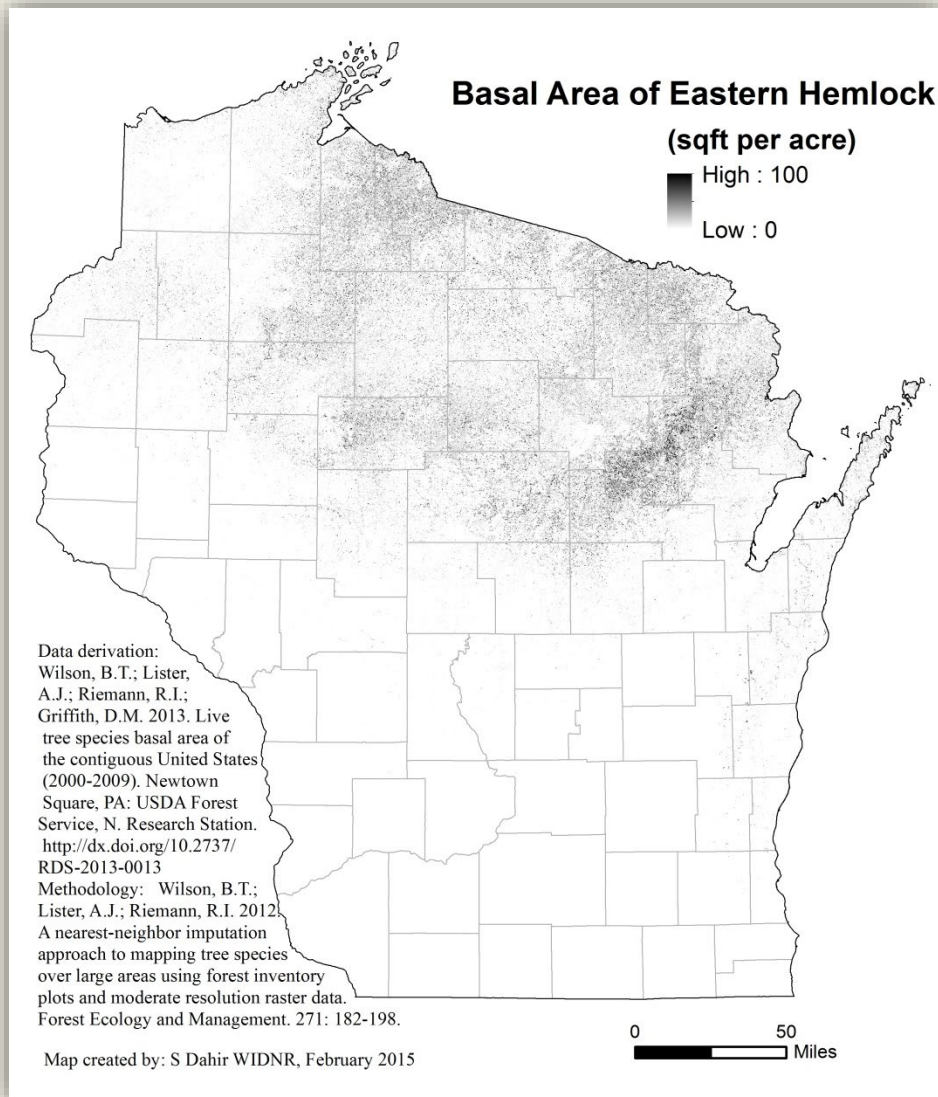 Basal Area of Eastern Hemlock
(sqft per acre)
High : 100
Low : 0
Data derivation:
Wilson, B.T.; Lister,
A.J.; Riemann, R.I.;
Griffith, D.M. 2013. Live
tree species basal area of
the contiguous United States
(2000-2009). Newtown
Square, PA: USDA Forest
Service, N. Research Station.
http://dx.doi.org/10.2737/
RDS-2013-0013
Methodology: Wilson, B.T.;
Lister, A.J.; Riemann, R.I. 2012.
A nearest-neighbor imputation
approach to mapping tree species
over large areas using forest inventory
plots and moderate resolution raster data.
Forest Ecology and Management. 271: 182-198.
Map created by: S Dahir WIDNR, February 2015
0 50
Miles